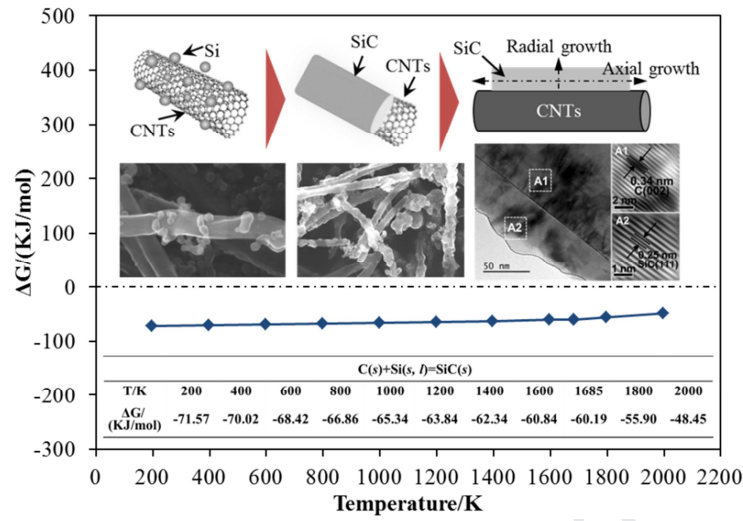 500
400
300
200
100
0
-100
-200
-300
ΔG/(KJ/mol)
Si
CNTs
SiC
CNTs
SiC
Radial growth
Axial growth
CNTs
A1
A2
50 nm
A1
0.34 nm
C(002)
2 nm
A2
0.25 nm
SiC(111)
1 nm
C(s)+Si(s, l)=SiC(s)
T/K 200 400 600 800 1000 1200 1400 1600 1685 1800 2000
ΔG/
(KJ/mol) -71.57 -70.02 -68.42 -66.86 -65.34 -63.84 -62.34 -60.84 -60.19 -55.90 -48.45
0 200 400 600 800 1000 1200 1400 1600 1800 2000 2200
Temperature/K